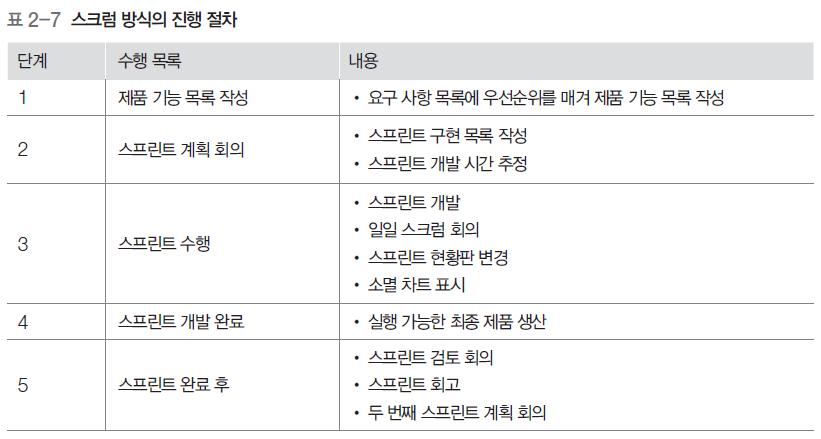 표 2-7 스크럼 방식의 진행 절차
단계 수행 목록 내용
1 제품 기능 목록 작성 • 요구 사항 목록에 우선순위를 매겨 제품 기능 목록 작성
2 스프린트 계획 회의 • 스프린트 구현 목록 작성
• 스프린트 개발 시간 추정
3 스프린트 수행 • 스프린트 개발
• 일일 스크럼 회의
• 스프린트 현황판 변경
• 소멸 차트 표시
4 스프린트 개발 완료 • 실행 가능한 최종 제품 생산
5 스프린트 완료 후 • 스프린트 검토 회의
• 스프린트 회고
• 두 번째 스프린트 계획 회의